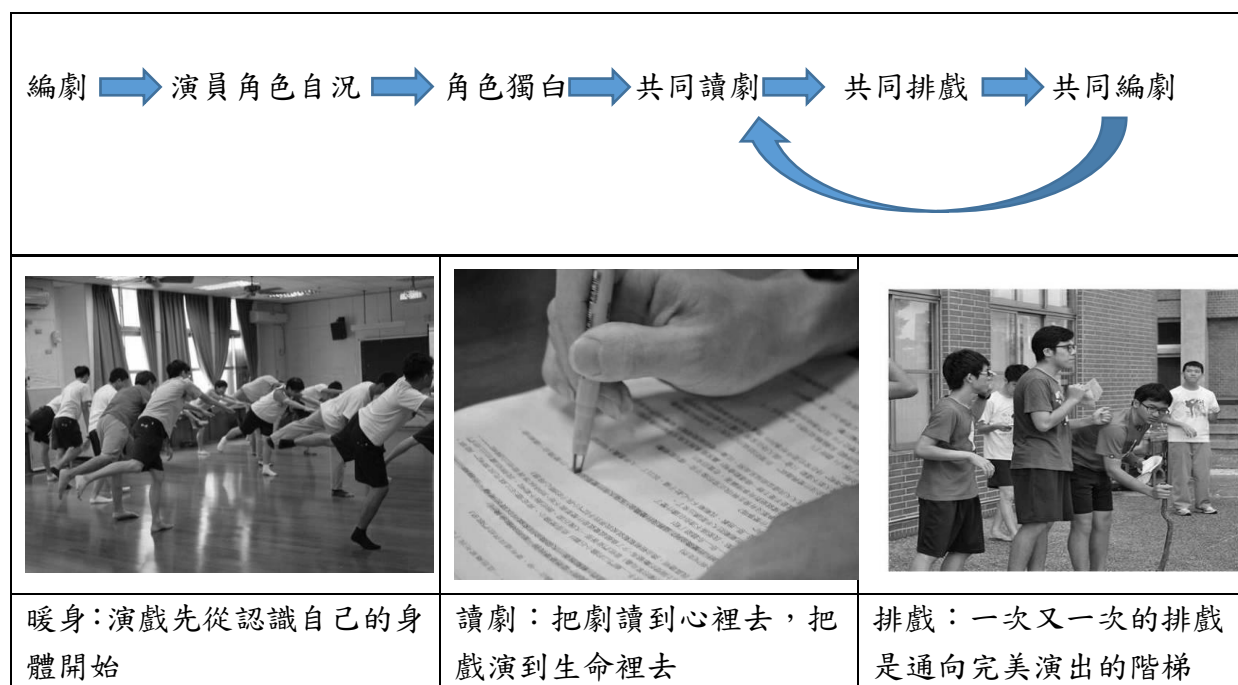 編劇 演員角色自況 角色獨白 共同讀劇 共同排戲 共同編劇
暖身:演戲先從認識自己的身
體開始
讀劇：把劇讀到心裡去，把
戲演到生命裡去
排戲：一次又一次的排戲
是通向完美演出的階梯